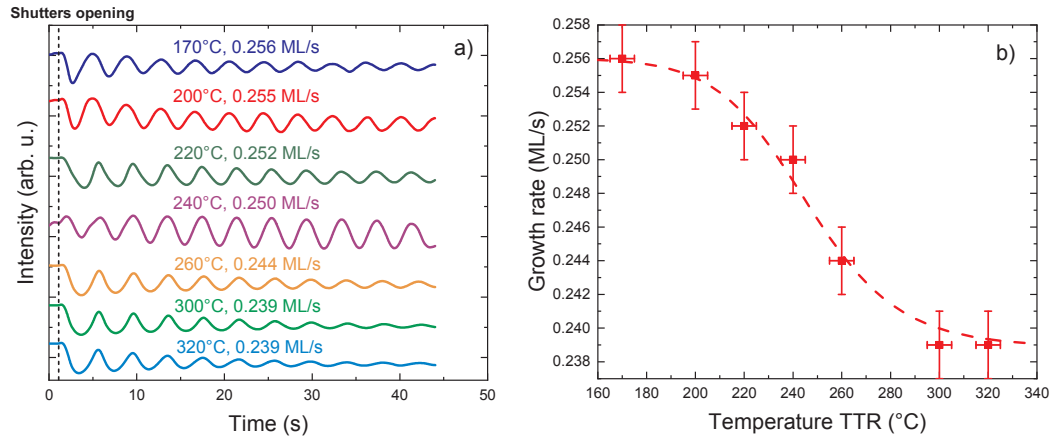 Shutters opening
a)
170°C, 0.256 ML/s
200°C, 0.255 ML/s
220°C, 0.252 ML/s
240°C, 0.250 ML/s
260°C, 0.244 ML/s
300°C, 0.239 ML/s
320°C, 0.239 ML/s
Intensity (arb. u.)
0 10 20 30 40 50
Time (s)
b)
0.258
0.256
0.254
0.252
0.250
0.248
0.246
0.244
0.242
0.240
0.238
Growth rate (ML/s)
160 180 200 220 240 260 280 300 320 340
Temperature TTR (°C)